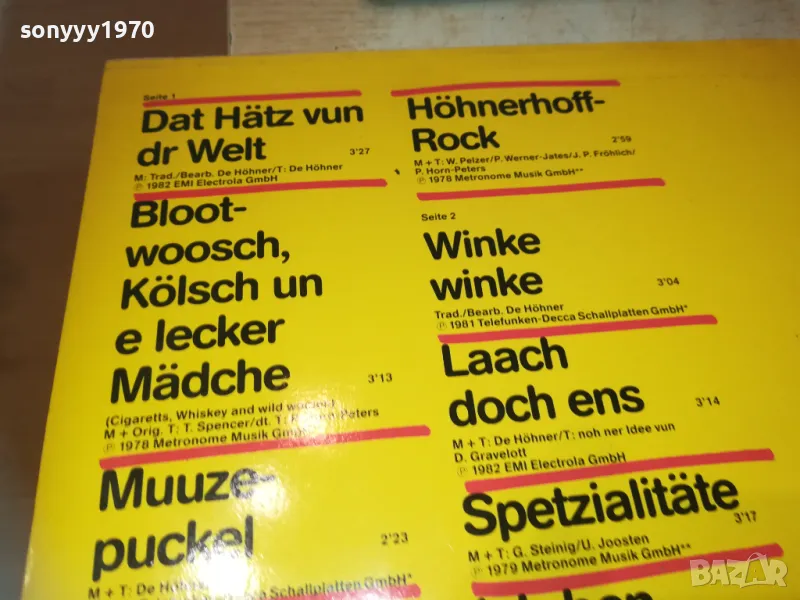 sonyyy1970
Seite 1
Dat Hätz vun
dr Welt 3'27
M: Trad./Bearb. De Höhner/T: De Höhner
℗ 1982 EMI Electrola GmbH
Bloot-
woosch,
Kölsch un
e lecker
Mädche 3'13
(Cigaretts, Whiskey and wild
M + Orig. T: T. Spencer/dt. T:
℗ 1978 Metronome Musik GmbH
Muuze-
puckel 2'23
M + T: De Höhner
Decca Schallplatten GmbH*
Höhnerhoff-
Rock 2'59
M + T: W. Pelzer/P. Werner-Jates/J. P. Fröhlich/
P. Horn-Peters
℗ 1978 Metronome Musik GmbH**
Seite 2
Winke
winke 3'04
Trad./Bearb. De Höhner
℗ 1981 Telefunken-Decca Schallplatten GmbH*
Laach
doch ens 3'14
M + T: De Höhner/T: noh ner Idee vun
D. Gravelott
℗ 1982 EMI Electrola GmbH
Spetzialitäte 3'17
M + T: G. Steinig/U. Joosten
℗ 1979 Metronome Musik GmbH**
BAZAR